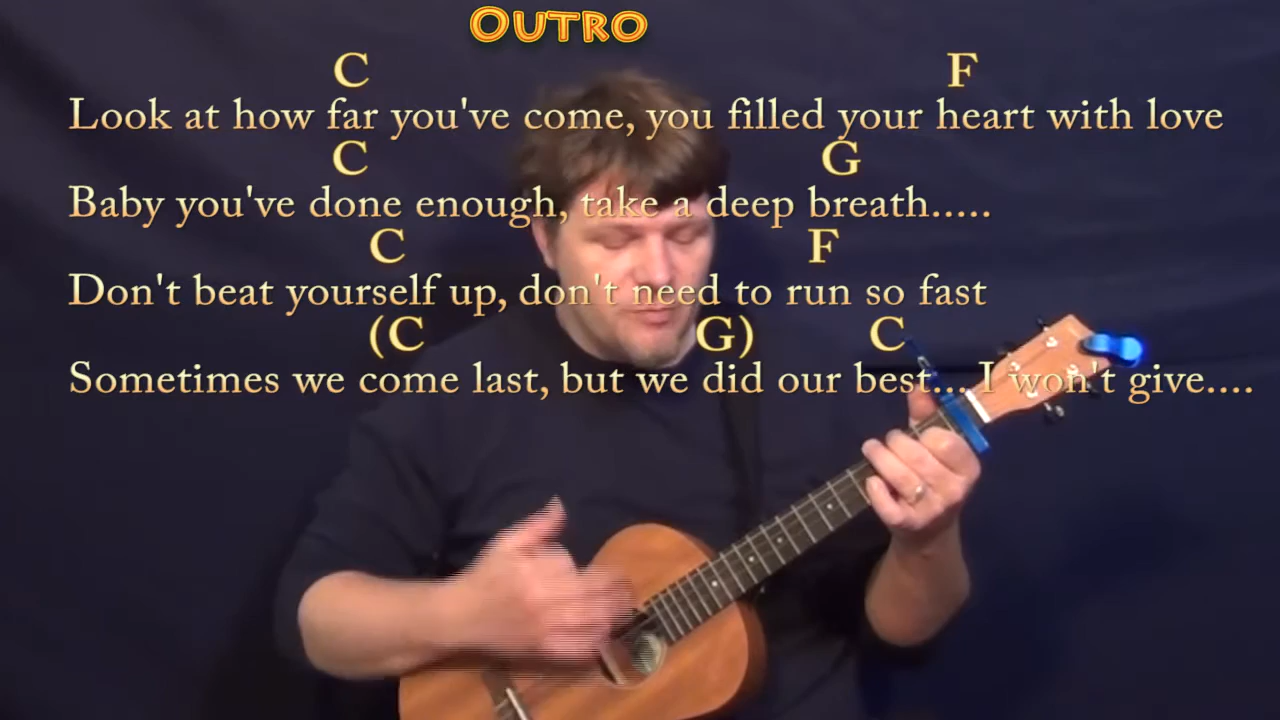 OUTRO
C F
Look at how far you've come, you filled your heart with love
C G
Baby you've done enough, take a deep breath.....
C F
Don't beat yourself up, don't need to run so fast
(C G) C
Sometimes we come last, but we did our best... I won't give....